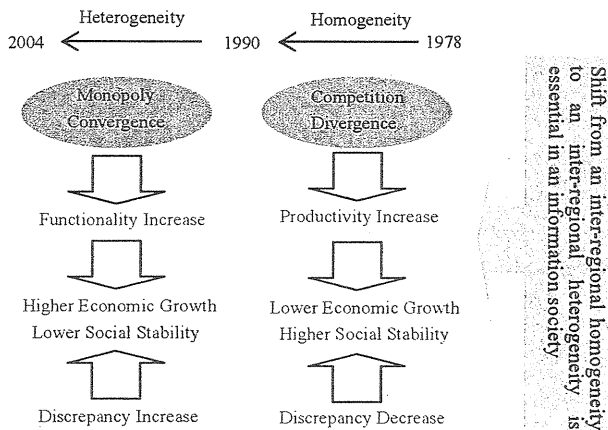 Heterogeneity
Homogeneity
2004
1990
1978
Monopoly
Convergence
Competition
Divergence
Functionality Increase
Productivity Increase
Higher Economic Growth
Lower Social Stability
Lower Economic Growth
Higher Social Stability
Discrepancy Increase
Discrepancy Decrease
Shift from an inter-regional homogeneity
to an inter-regional heterogeneity is
essential in an information society